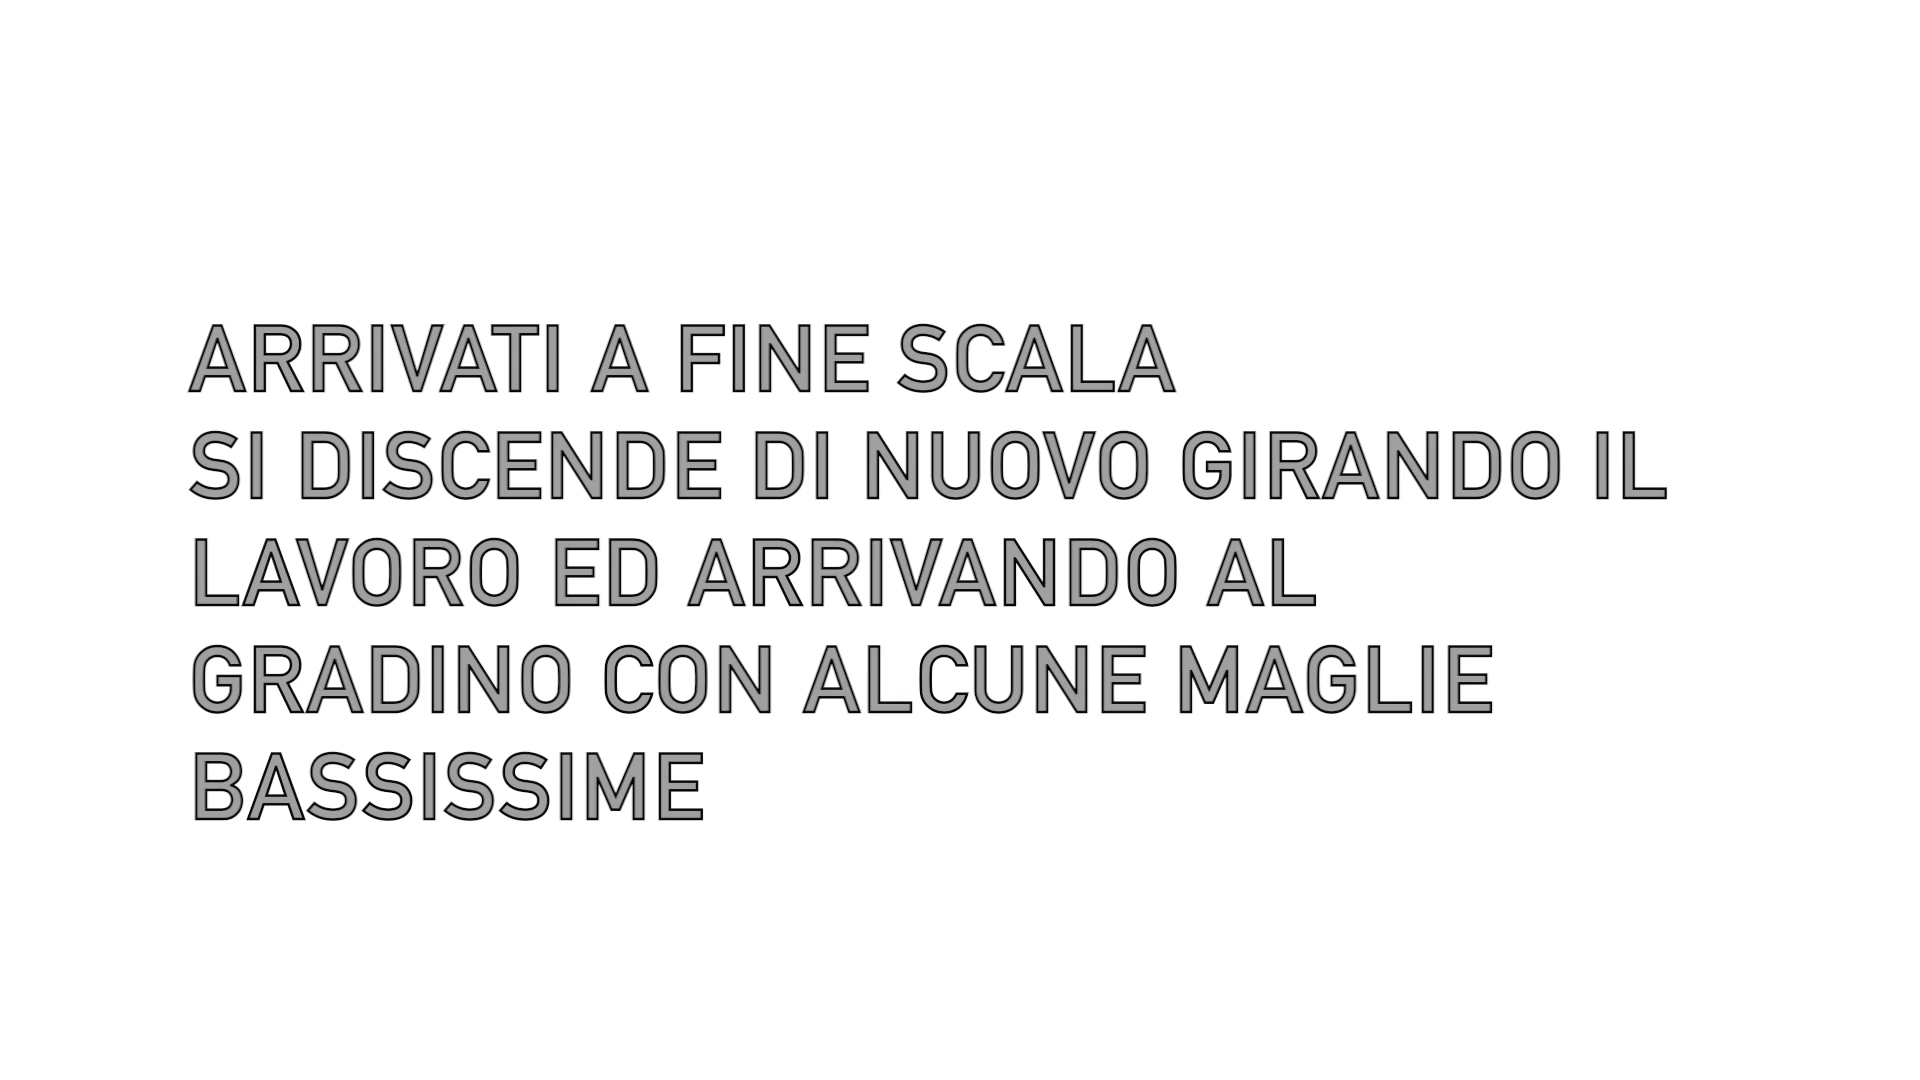 ARRIVATI A FINE SCALA
SI DISCENDE DI NUOVO GIRANDO IL
LAVORO ED ARRIVANDO AL
GRADINO CON ALCUNE MAGLIE
BASSISSIME